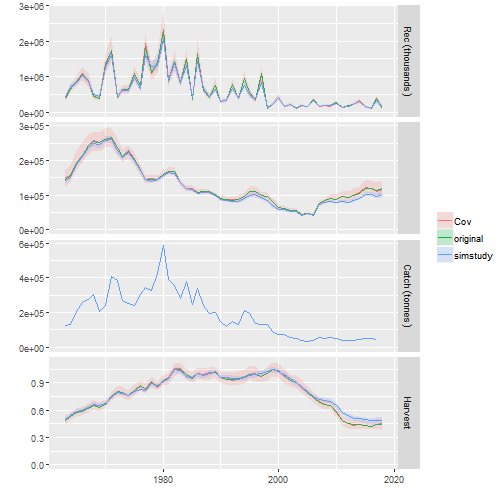 3e+06
2e+06
1e+06
0e+00
Rec (thousands )
3e+05
2e+05
1e+05
0e+00
6e+05
4e+05
2e+05
0e+00
Catch (tonnes )
0.9
0.6
0.3
0.0
Harvest
1980
2000
2020
Cov
original
simstudy